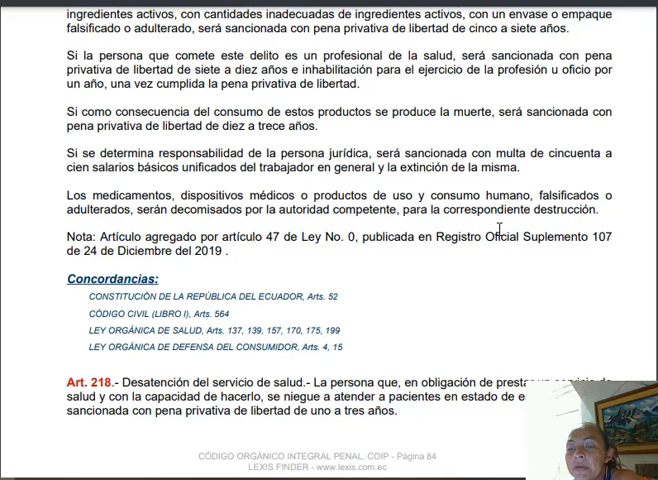 ingredientes activos, con cantidades inadecuadas de ingredientes activos, con un envase o empaque
falsificado o adulterado, será sancionada con pena privativa de libertad de cinco a siete años.
Si la persona que comete este delito es un profesional de la salud, será sancionada con pena
privativa de libertad de siete a diez años e inhabilitación para el ejercicio de la profesión u oficio por
un año, una vez cumplida la pena privativa de libertad.
Si como consecuencia del consumo de estos productos se produce la muerte, será sancionada con
pena privativa de libertad de diez a trece años.
Si se determina responsabilidad de la persona jurídica, será sancionada con multa de cincuenta a
cien salarios básicos unificados del trabajador en general y la extinción de la misma.
Los medicamentos, dispositivos médicos o productos de uso y consumo humano, falsificados o
adulterados, serán decomisados por la autoridad competente, para la correspondiente destrucción.
Nota: Artículo agregado por artículo 47 de Ley No. 0, publicada en Registro Oficial Suplemento 107
de 24 de Diciembre del 2019 .
Concordancias:
CONSTITUCIÓN DE LA REPÚBLICA DEL ECUADOR, Arts. 52
CÓDIGO CIVIL (LIBRO I), Arts. 564
LEY ORGÁNICA DE SALUD, Arts. 137, 139, 157, 170, 175, 199
LEY ORGÁNICA DE DEFENSA DEL CONSUMIDOR, Arts. 4, 15
Art. 218.- Desatención del servicio de salud.- La persona que, en obligación de prestar un servicio de
salud y con la capacidad de hacerlo, se niegue a atender a pacientes en estado de
sancionada con pena privativa de libertad de uno a tres años.
CÓDIGO ORGÁNICO INTEGRAL PENAL, COIP - Página 84
LEXIS FINDER - www.lexis.com.ec